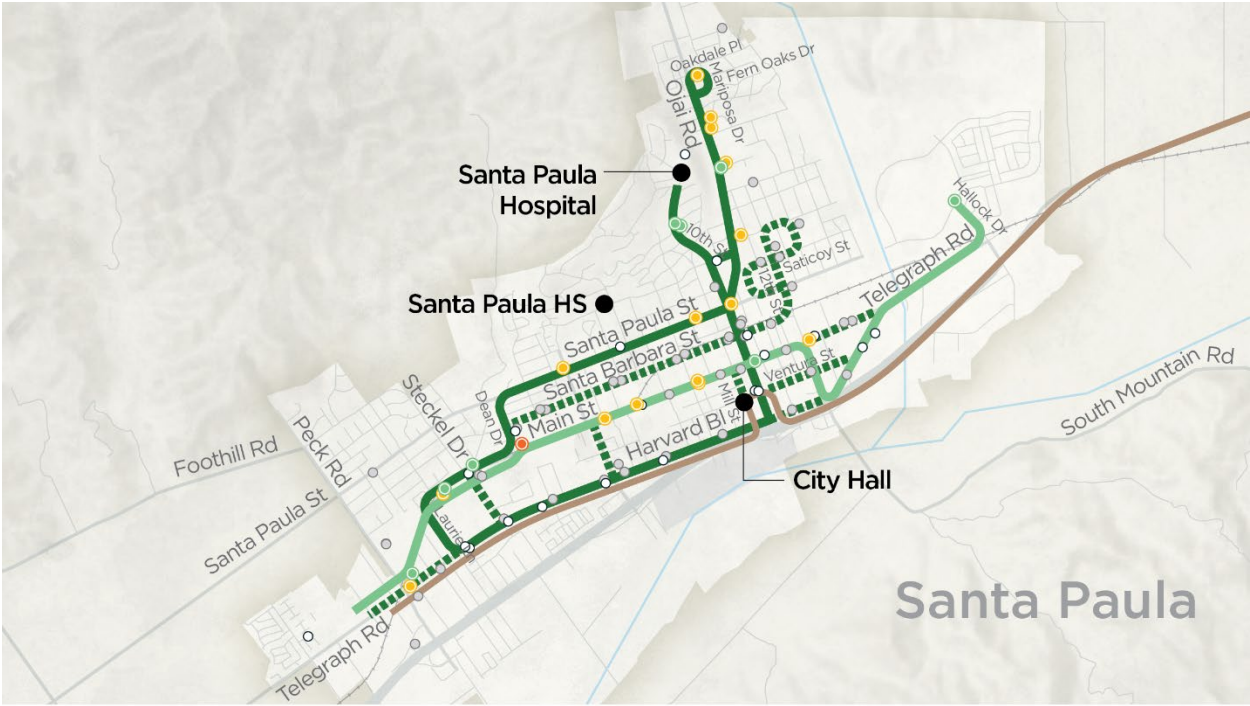 Oakdale Pl
Fern Oaks Dr
Mariposa Dr
Ojai Rd
Santa Paula
Hospital
Hallock Dr
10th St
Saticoy St
Telegraph Rd
12th St
Santa Paula HS
Santa Paula St
Santa Barbara St
Ventura St
South Mountain Rd
Steckel Dr
Dean Dr
Main St
Mill St
Harvard Bl
Peck Rd
Foothill Rd
City Hall
Santa Paula St
Santa Paula
Telegraph Rd